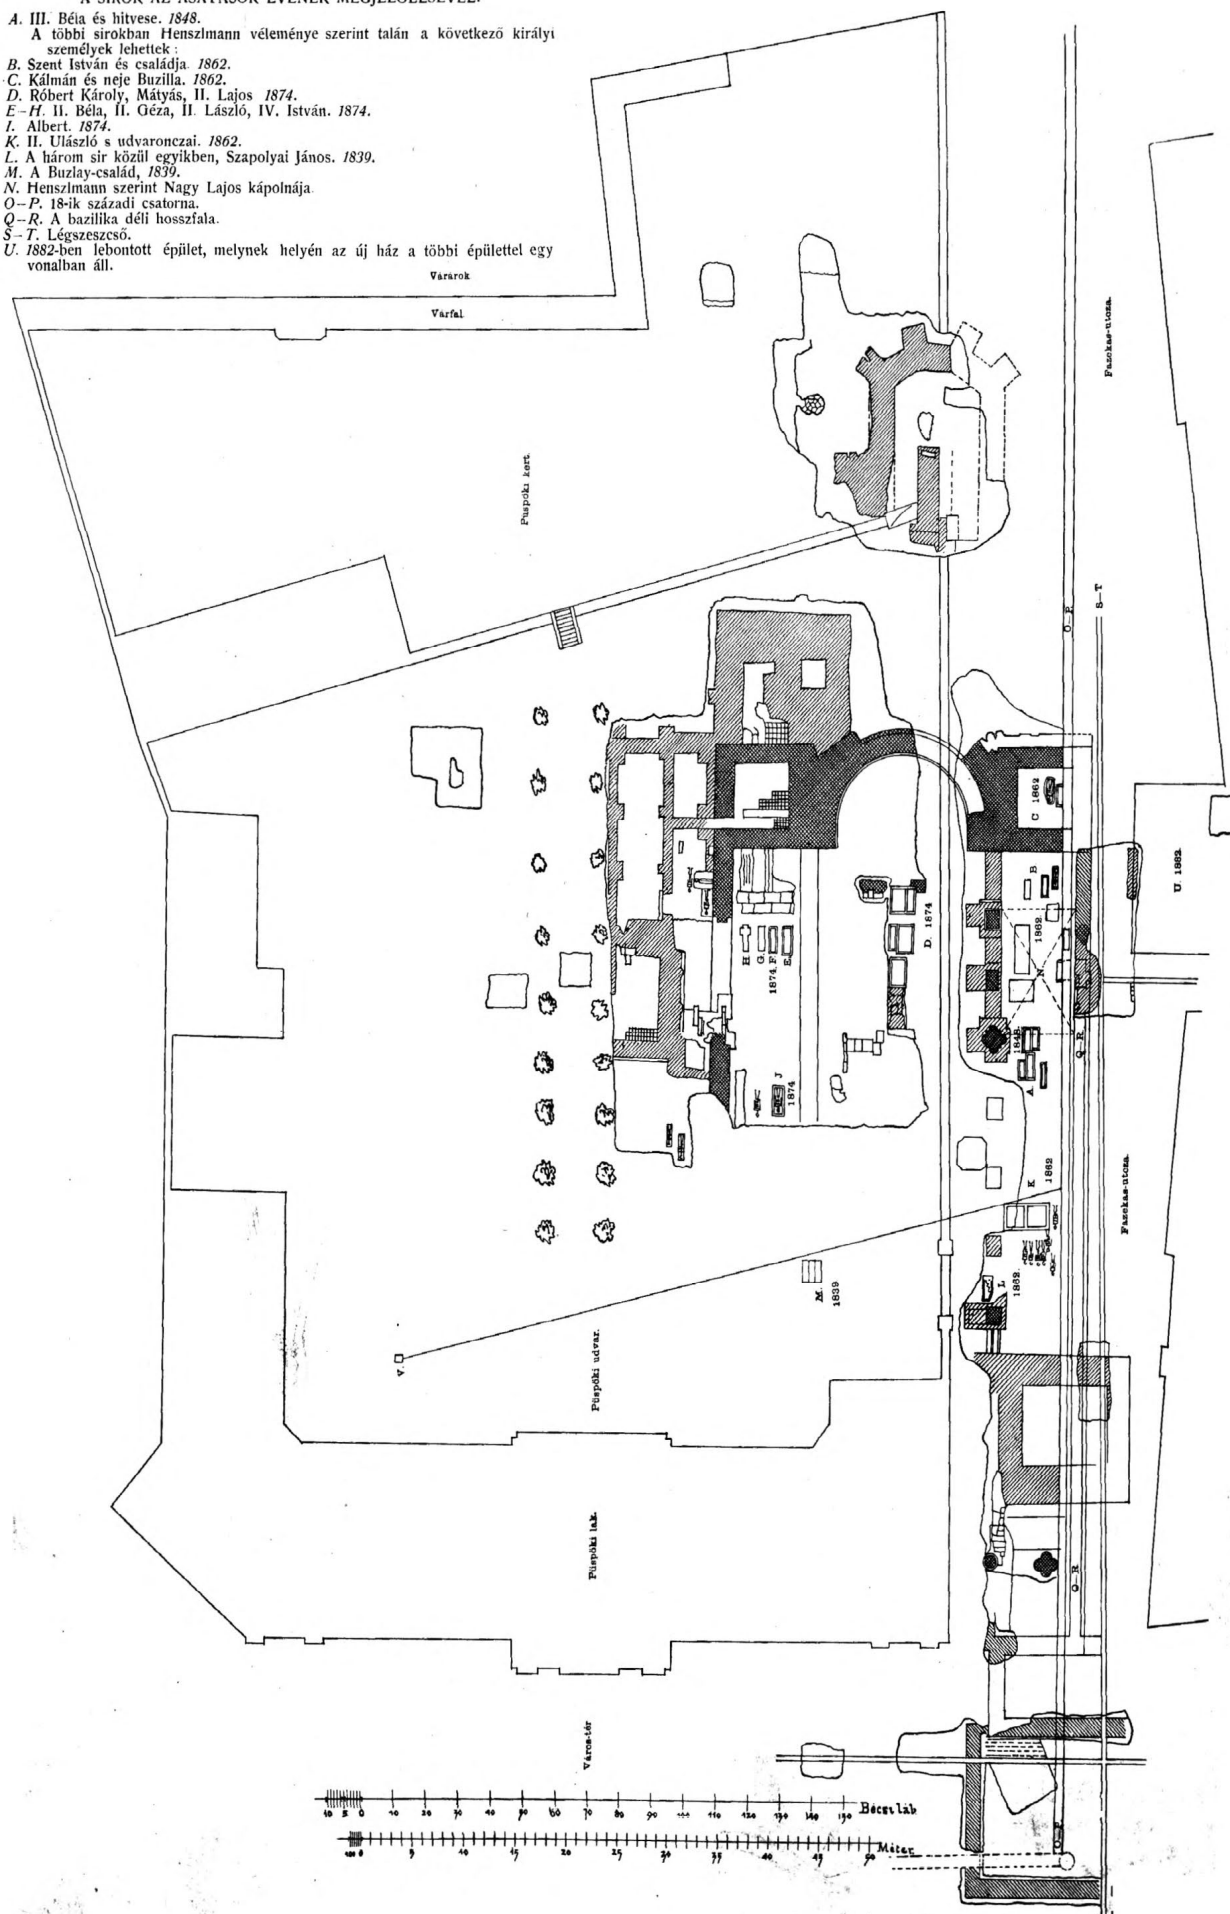 A SÍROK AZ ÁSATÁSOK ÉVÉNEK MEGJELÖLÉSÉVEL.
A. III. Béla és hitvese. 1848.
A többi sirokban Henszlmann véleménye szerint talán a következő királyi
személyek lehettek :
B. Szent István és családja. 1862.
C. Kálmán és neje Buzilla. 1862.
D. Róbert Károly, Mátyás, II. Lajos 1874.
E–H. II. Béla, II. Géza, II. László, IV. István. 1874.
I. Albert. 1874.
K. II. Ulászló s udvaronczai. 1862.
L. A három sir közül egyikben, Szapolyai János. 1839.
M. A Buzlay-család, 1839.
N. Henszlmann szerint Nagy Lajos kápolnája.
O–P. 18-ik századi csatorna.
Q–R. A bazilika déli hosszfala.
S–T. Légszeszcső.
U. 1882-ben lebontott épület, melynek helyén az új ház a többi épülettel egy
vonalban áll.
Várárok
Várfal.
Fazekas-utcza.
Püspöki kert.
O–P.
S–T
C 1862
B
U. 1882.
H
G.
F.
E.
1874.
D. 1874
1862.
N.
1848.
A.
Q–R.
J
1874
K
1862
Fazekas-utcza.
L
1862.
M.
1839
V.
Püspöki udvar.
Püspöki lak.
Q–R
Város-tér
10 5 0 10 20 30 40 50 60 70 80 90 100 110 120 130 140 150 Bécsi láb
100 0 5 10 15 20 25 30 35 40 45 50 Méter
O–P